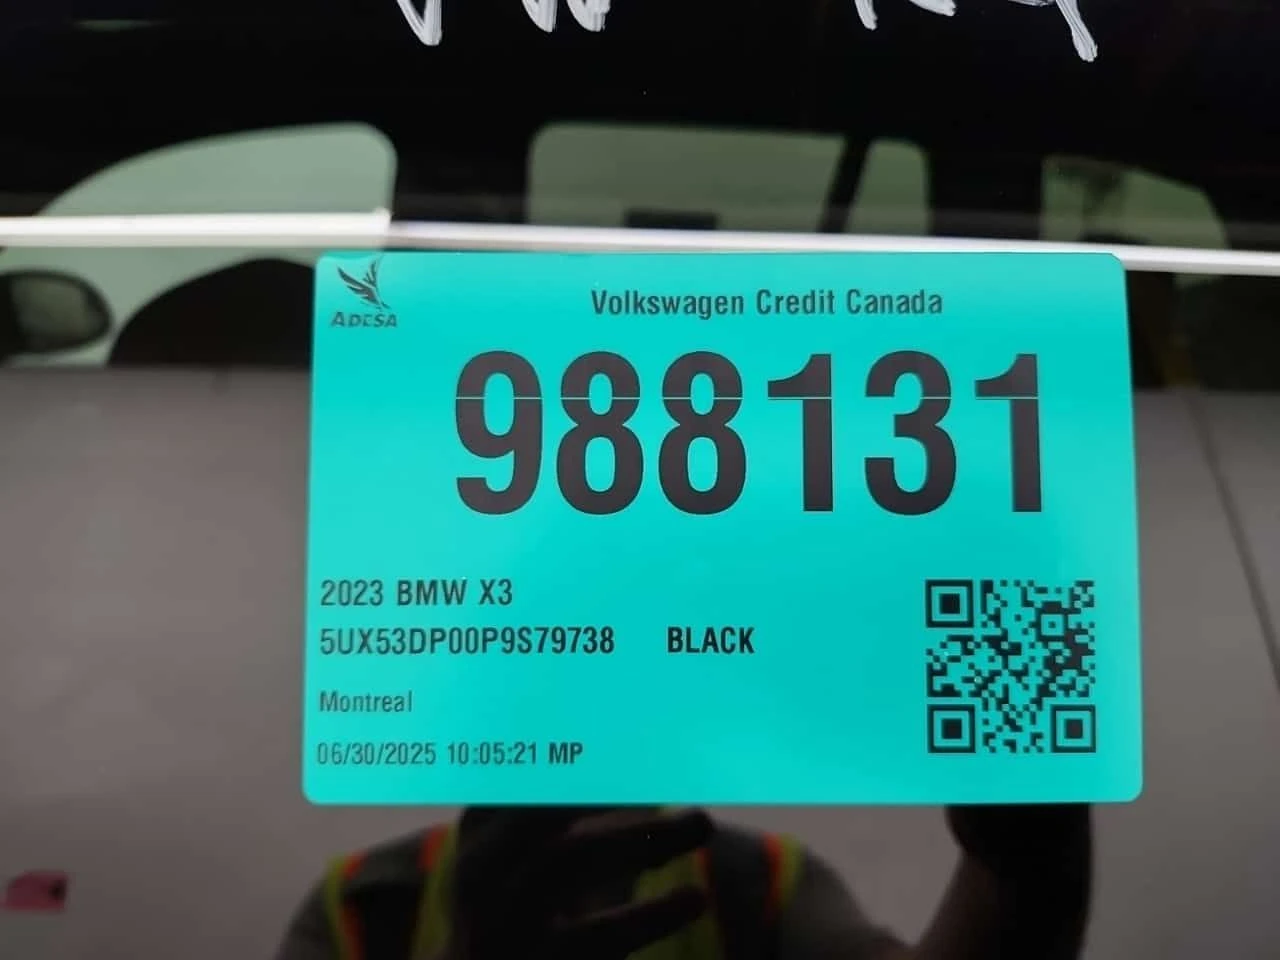 ADESA
Volkswagen Credit Canada
988131
2023 BMW X3
5UX53DP00P9S79738 BLACK
Montreal
06/30/2025 10:05:21 MP